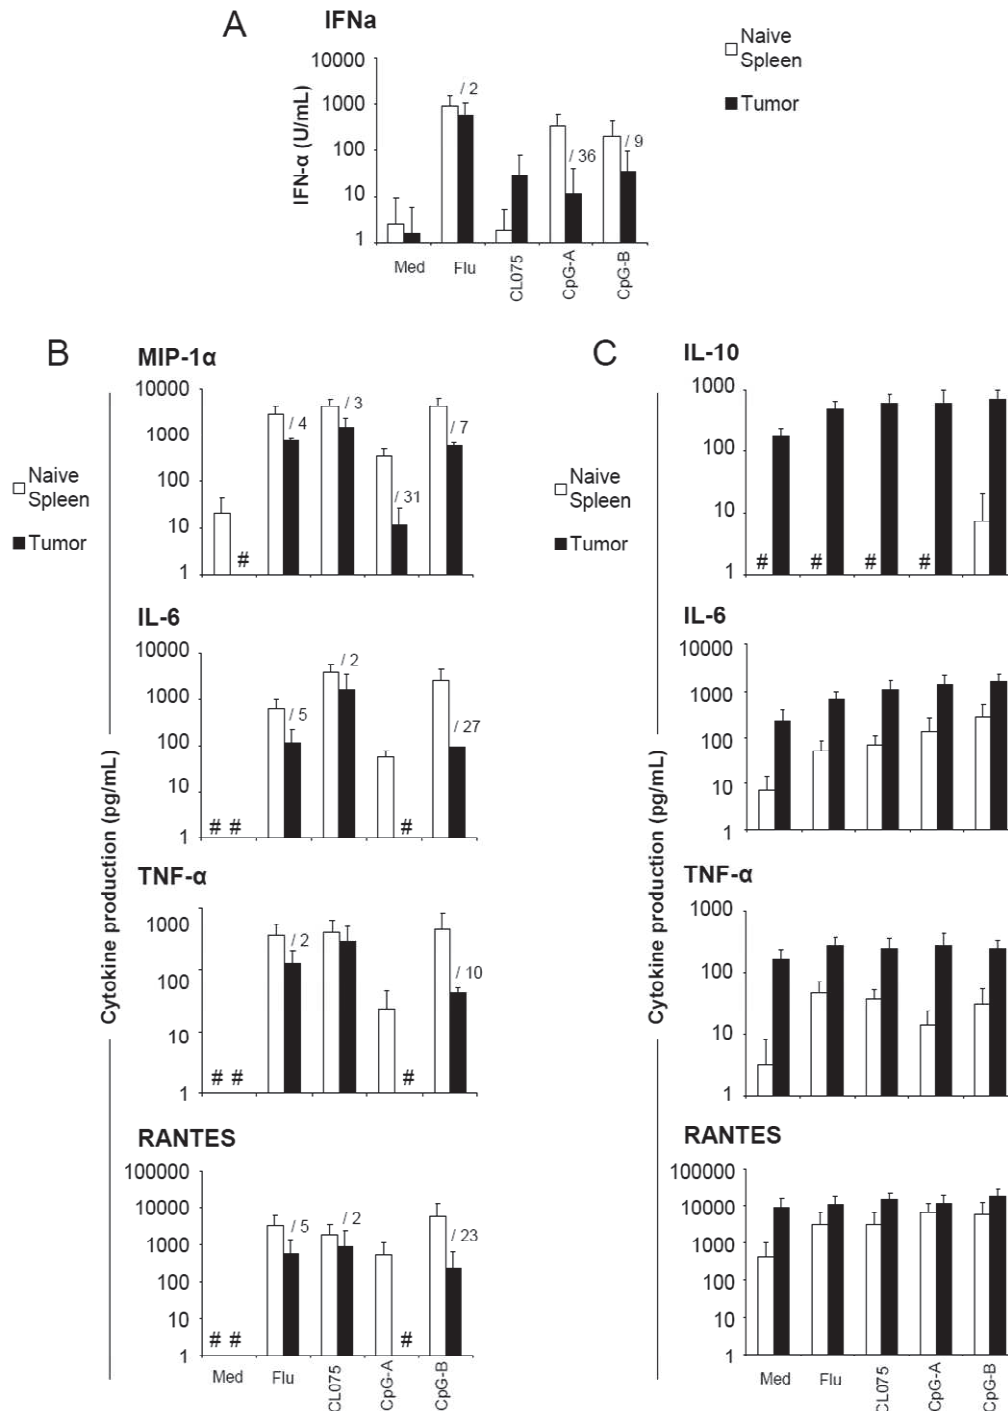 A
IFNa
IFN-α (U/mL)
10000
1000
100
10
1
/ 2
/ 36
/ 9
Med
Flu
CL075
CpG-A
CpG-B
Naive
Spleen
Tumor
B
Naive
Spleen
Tumor
Cytokine production (pg/mL)
MIP-1α
10000
1000
100
10
1
#
/ 4
/ 3
/ 31
/ 7
IL-6
10000
1000
100
10
1
# #
/ 5
/ 2
#
/ 27
TNF-α
1000
100
10
1
# #
/ 2
#
/ 10
RANTES
100000
10000
1000
100
10
1
# #
/ 5
/ 2
#
/ 23
Med
Flu
CL075
CpG-A
CpG-B
C
Naive
Spleen
Tumor
Cytokine production (pg/mL)
IL-10
1000
100
10
1
#
#
#
#
IL-6
10000
1000
100
10
1
TNF-α
1000
100
10
1
RANTES
100000
10000
1000
100
10
1
Med
Flu
CL075
CpG-A
CpG-B